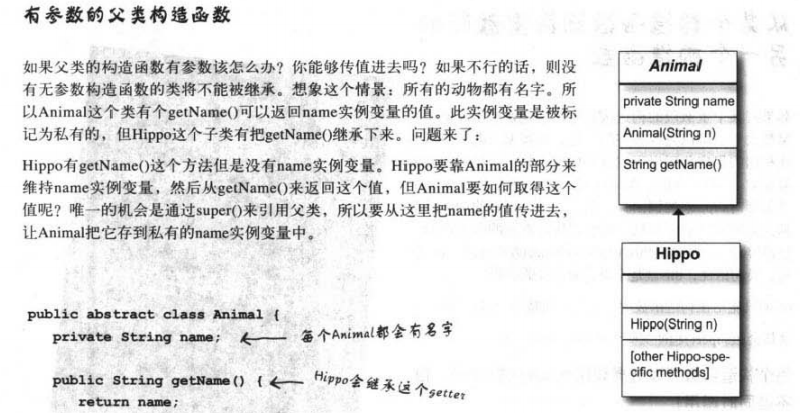 有参数的父类构造函数
如果父类的构造函数有参数该怎么办？你能够传值进去吗？如果不行的话，则没
有无参数构造函数的类将不能被继承。想象这个情景：所有的动物都有名字。所
以Animal这个类有个getName()可以返回name实例变量的值。此实例变量是被标
记为私有的，但Hippo这个子类有把getName()继承下来。问题来了：
Hippo有getName()这个方法但是没有name实例变量。Hippo要靠Animal的部分来
维持name实例变量，然后从getName()来返回这个值，但Animal要如何取得这个
值呢？唯一的机会是通过super()来引用父类，所以要从这里把name的值传进去，
让Animal把它存到私有的name实例变量中。
Animal
private String name
Animal(String n)
String getName()
Hippo
Hippo(String n)
[other Hippo-spe-
cific methods]
public abstract class Animal {
private String name; 每个Animal都会有名字
public String getName() { Hippo会继承这个getter
return name;